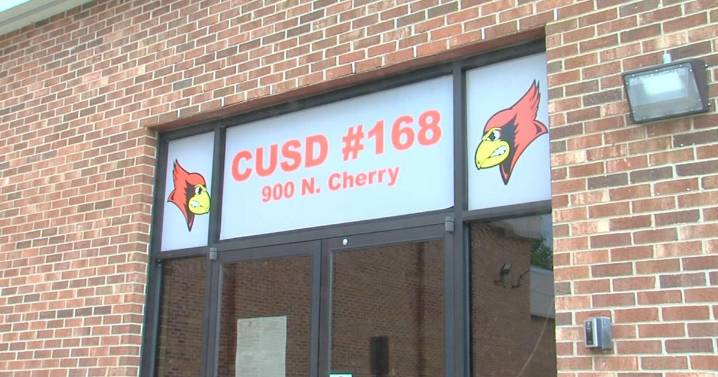 CUSD #168
900 N. Cherry